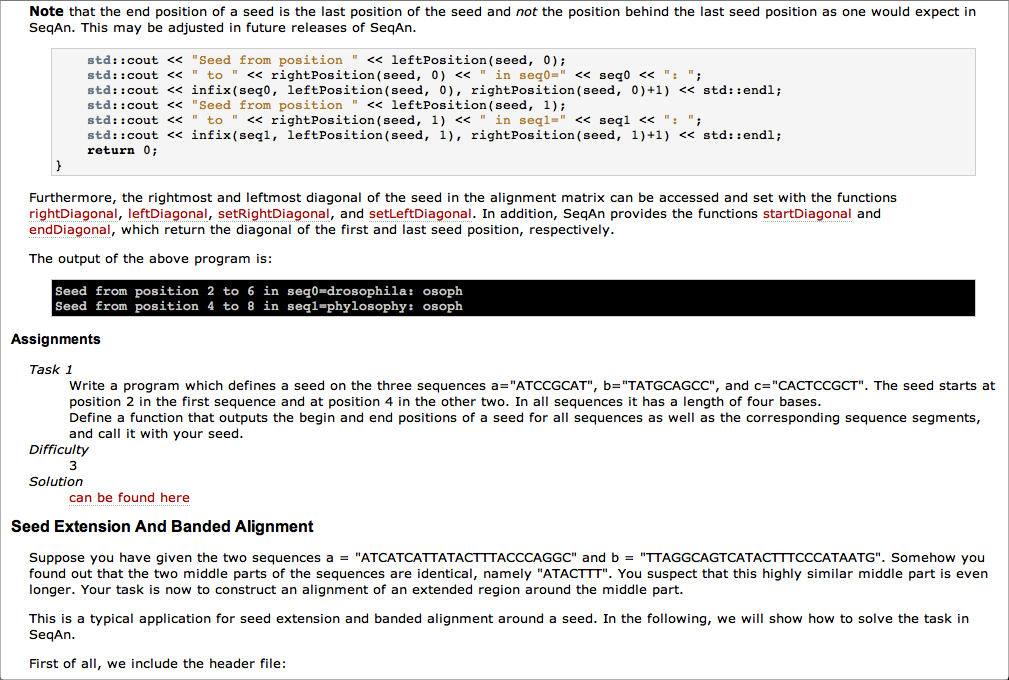 Note that the end position of a seed is the last position of the seed and not the position behind the last seed position as one would expect in
SeqAn. This may be adjusted in future releases of SeqAn.
std::cout << "Seed from position " << leftPosition(seed, 0);
std::cout << " to " << rightPosition(seed, 0) << " in seq0=" << seq0 << ": ";
std::cout << infix(seq0, leftPosition(seed, 0), rightPosition(seed, 0)+1) << std::endl;
std::cout << "Seed from position " << leftPosition(seed, 1);
std::cout << " to " << rightPosition(seed, 1) << " in seq1=" << seq1 << ": ";
std::cout << infix(seq1, leftPosition(seed, 1), rightPosition(seed, 1)+1) << std::endl;
return 0;
}
Furthermore, the rightmost and leftmost diagonal of the seed in the alignment matrix can be accessed and set with the functions
rightDiagonal, leftDiagonal, setRightDiagonal, and setLeftDiagonal. In addition, SeqAn provides the functions startDiagonal and
endDiagonal, which return the diagonal of the first and last seed position, respectively.
The output of the above program is:
Seed from position 2 to 6 in seq0=drosophila: osoph
Seed from position 4 to 8 in seq1=phylosophy: osoph
Assignments
Task 1
Write a program which defines a seed on the three sequences a="ATCCGCAT", b="TATGCAGCC", and c="CACTCCGCT". The seed starts at
position 2 in the first sequence and at position 4 in the other two. In all sequences it has a length of four bases.
Define a function that outputs the begin and end positions of a seed for all sequences as well as the corresponding sequence segments,
and call it with your seed.
Difficulty
3
Solution
can be found here
Seed Extension And Banded Alignment
Suppose you have given the two sequences a = "ATCATCATTATACTTTACCCAGGC" and b = "TTAGGCAGTCATACTTTCCCATAATG". Somehow you
found out that the two middle parts of the sequences are identical, namely "ATACTTT". You suspect that this highly similar middle part is even
longer. Your task is now to construct an alignment of an extended region around the middle part.
This is a typical application for seed extension and banded alignment around a seed. In the following, we will show how to solve the task in
SeqAn.
First of all, we include the header file: